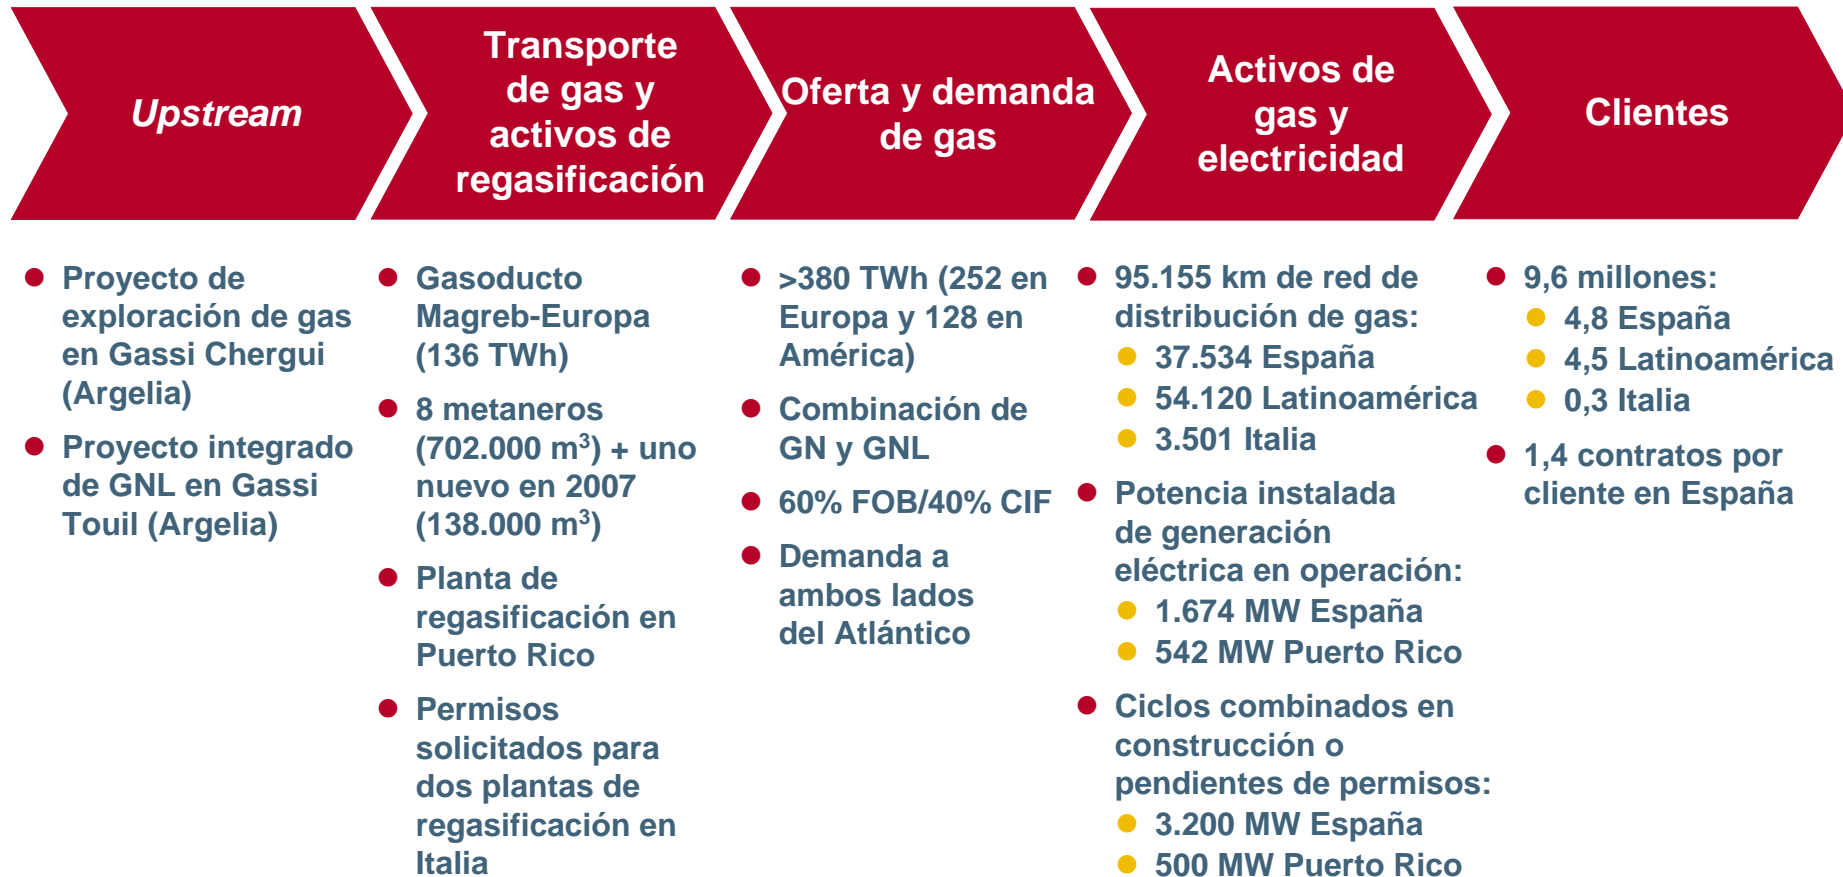 Upstream
Transporte
de gas y
activos de
regasificación
Oferta y demanda
de gas
Activos de
gas y
electricidad
Clientes
● Proyecto de
exploración de gas
en Gassi Chergui
(Argelia)
● Proyecto integrado
de GNL en Gassi
Touil (Argelia)
● Gasoducto
Magreb-Europa
(136 TWh)
● 8 metaneros
(702.000 m³) + uno
nuevo en 2007
(138.000 m³)
● Planta de
regasificación en
Puerto Rico
● Permisos
solicitados para
dos plantas de
regasificación en
Italia
● >380 TWh (252 en
Europa y 128 en
América)
● Combinación de
GN y GNL
● 60% FOB/40% CIF
● Demanda a
ambos lados
del Atlántico
● 95.155 km de red de
distribución de gas:
● 37.534 España
● 54.120 Latinoamérica
● 3.501 Italia
● Potencia instalada
de generación
eléctrica en operación:
● 1.674 MW España
● 542 MW Puerto Rico
● Ciclos combinados en
construcción o
pendientes de permisos:
● 3.200 MW España
● 500 MW Puerto Rico
● 9,6 millones:
● 4,8 España
● 4,5 Latinoamérica
● 0,3 Italia
● 1,4 contratos por
cliente en España